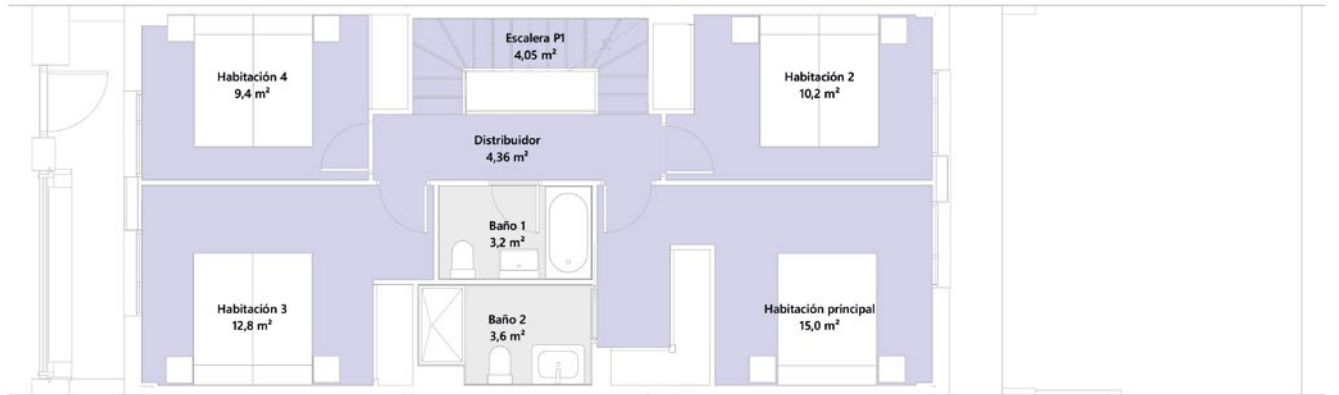 Escalera P1
4,05 m²
Habitación 4
9,4 m²
Habitación 2
10,2 m²
Distribuidor
4,36 m²
Baño 1
3,2 m²
Habitación 3
12,8 m²
Baño 2
3,6 m²
Habitación principal
15,0 m²